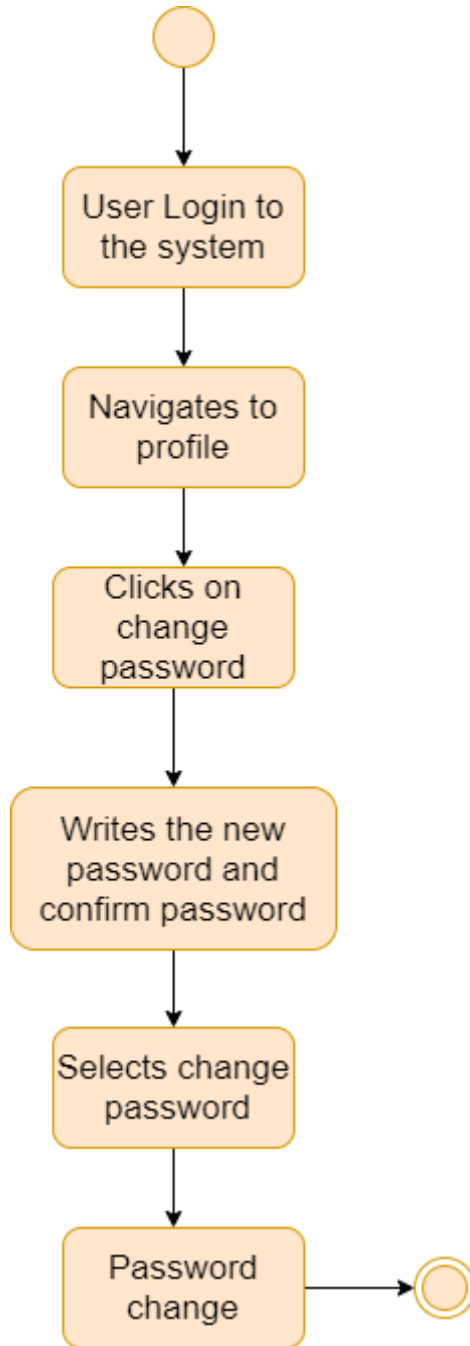 User Login to
the system
Navigates to
profile
Clicks on
change
password
Writes the new
password and
confirm password
Selects change
password
Password
change